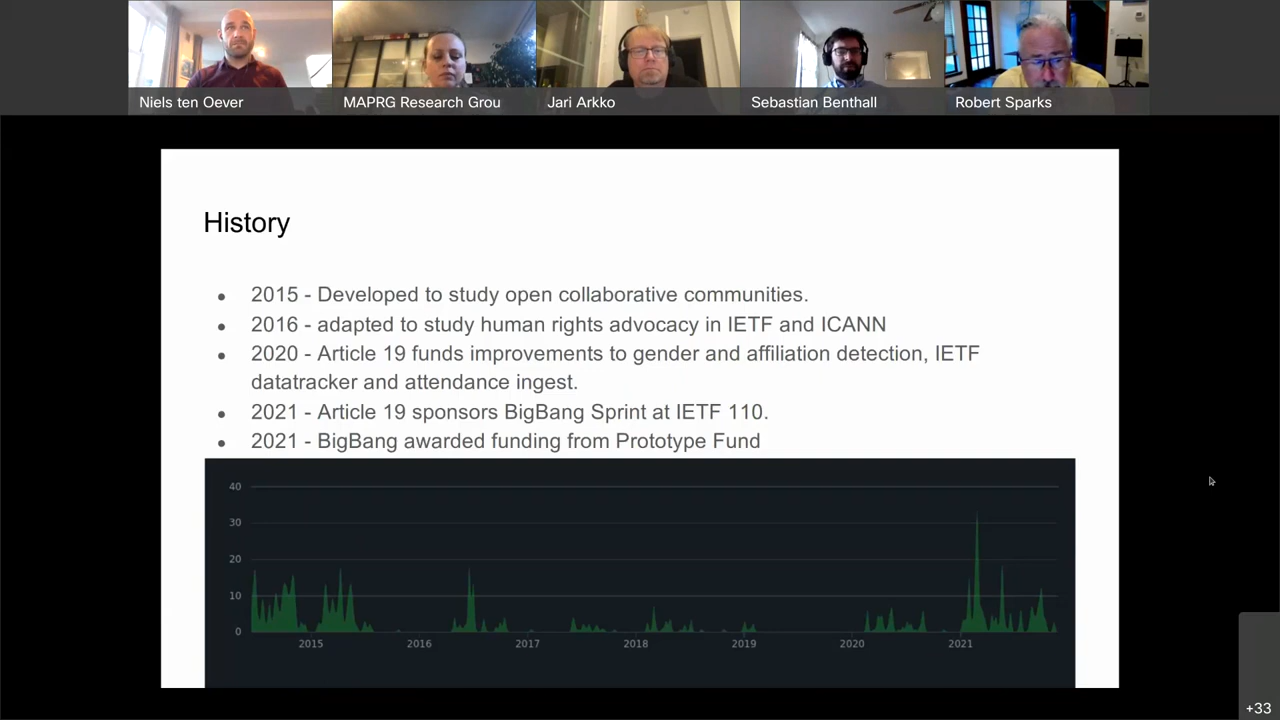 Niels ten Oever
MAPRG Research Grou
Jari Arkko
Sebastian Benthall
Robert Sparks
History
2015 - Developed to study open collaborative communities.
2016 - adapted to study human rights advocacy in IETF and ICANN
2020 - Article 19 funds improvements to gender and affiliation detection, IETF
datatracker and attendance ingest.
2021 - Article 19 sponsors BigBang Sprint at IETF 110.
2021 - BigBang awarded funding from Prototype Fund
40
30
20
10
0
2015 2016 2017 2018 2019 2020 2021
+33